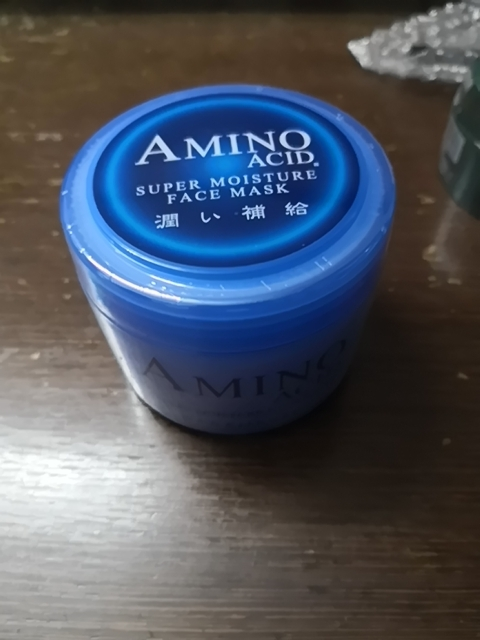 AMINO
ACID
SUPER MOISTURE
FACE MASK
潤い補給
AMINO